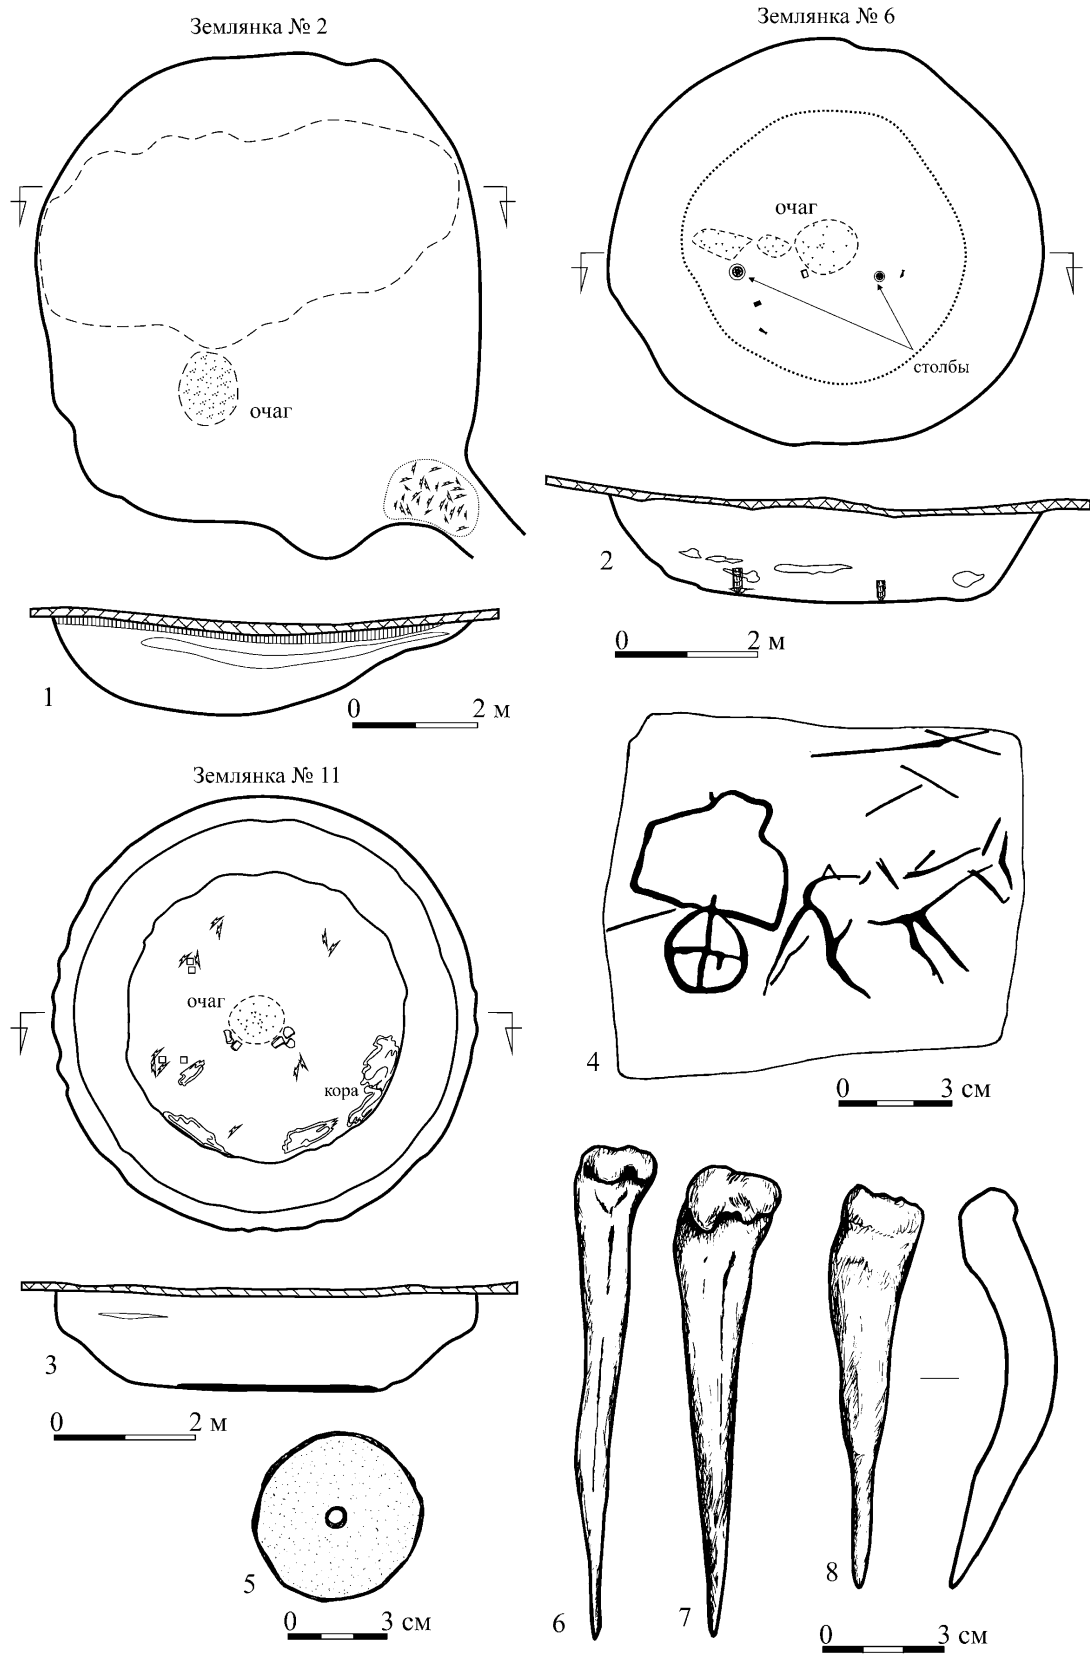 Землянка № 2
очаг
1
0 2 м
Землянка № 6
очаг
столбы
2
0 2 м
Землянка № 11
очаг
кора
3
0 2 м
4
0 3 см
5
0 3 см
6
7
8
0 3 см